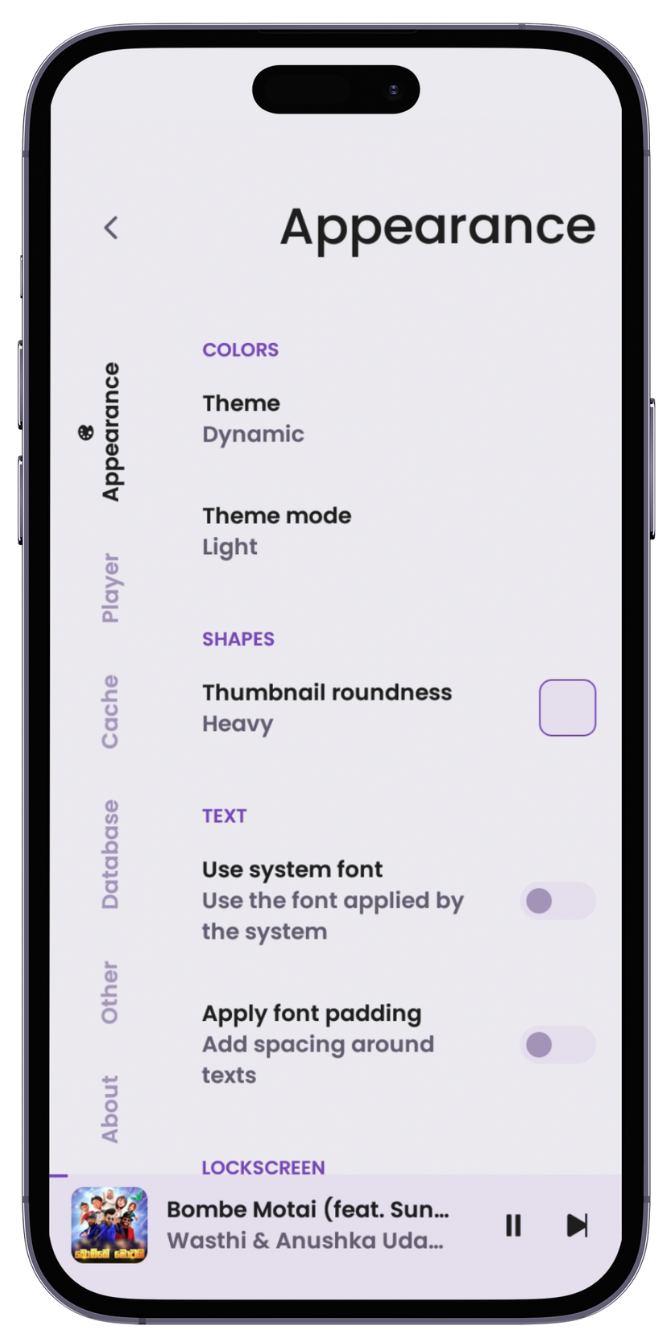 Appearance
Appearance
Player
Cache
Database
Other
About
COLORS
Theme
Dynamic
Theme mode
Light
SHAPES
Thumbnail roundness
Heavy
TEXT
Use system font
Use the font applied by
the system
Apply font padding
Add spacing around
texts
LOCKSCREEN
Bombe Motai (feat. Sun...
Wasthi & Anushka Uda...